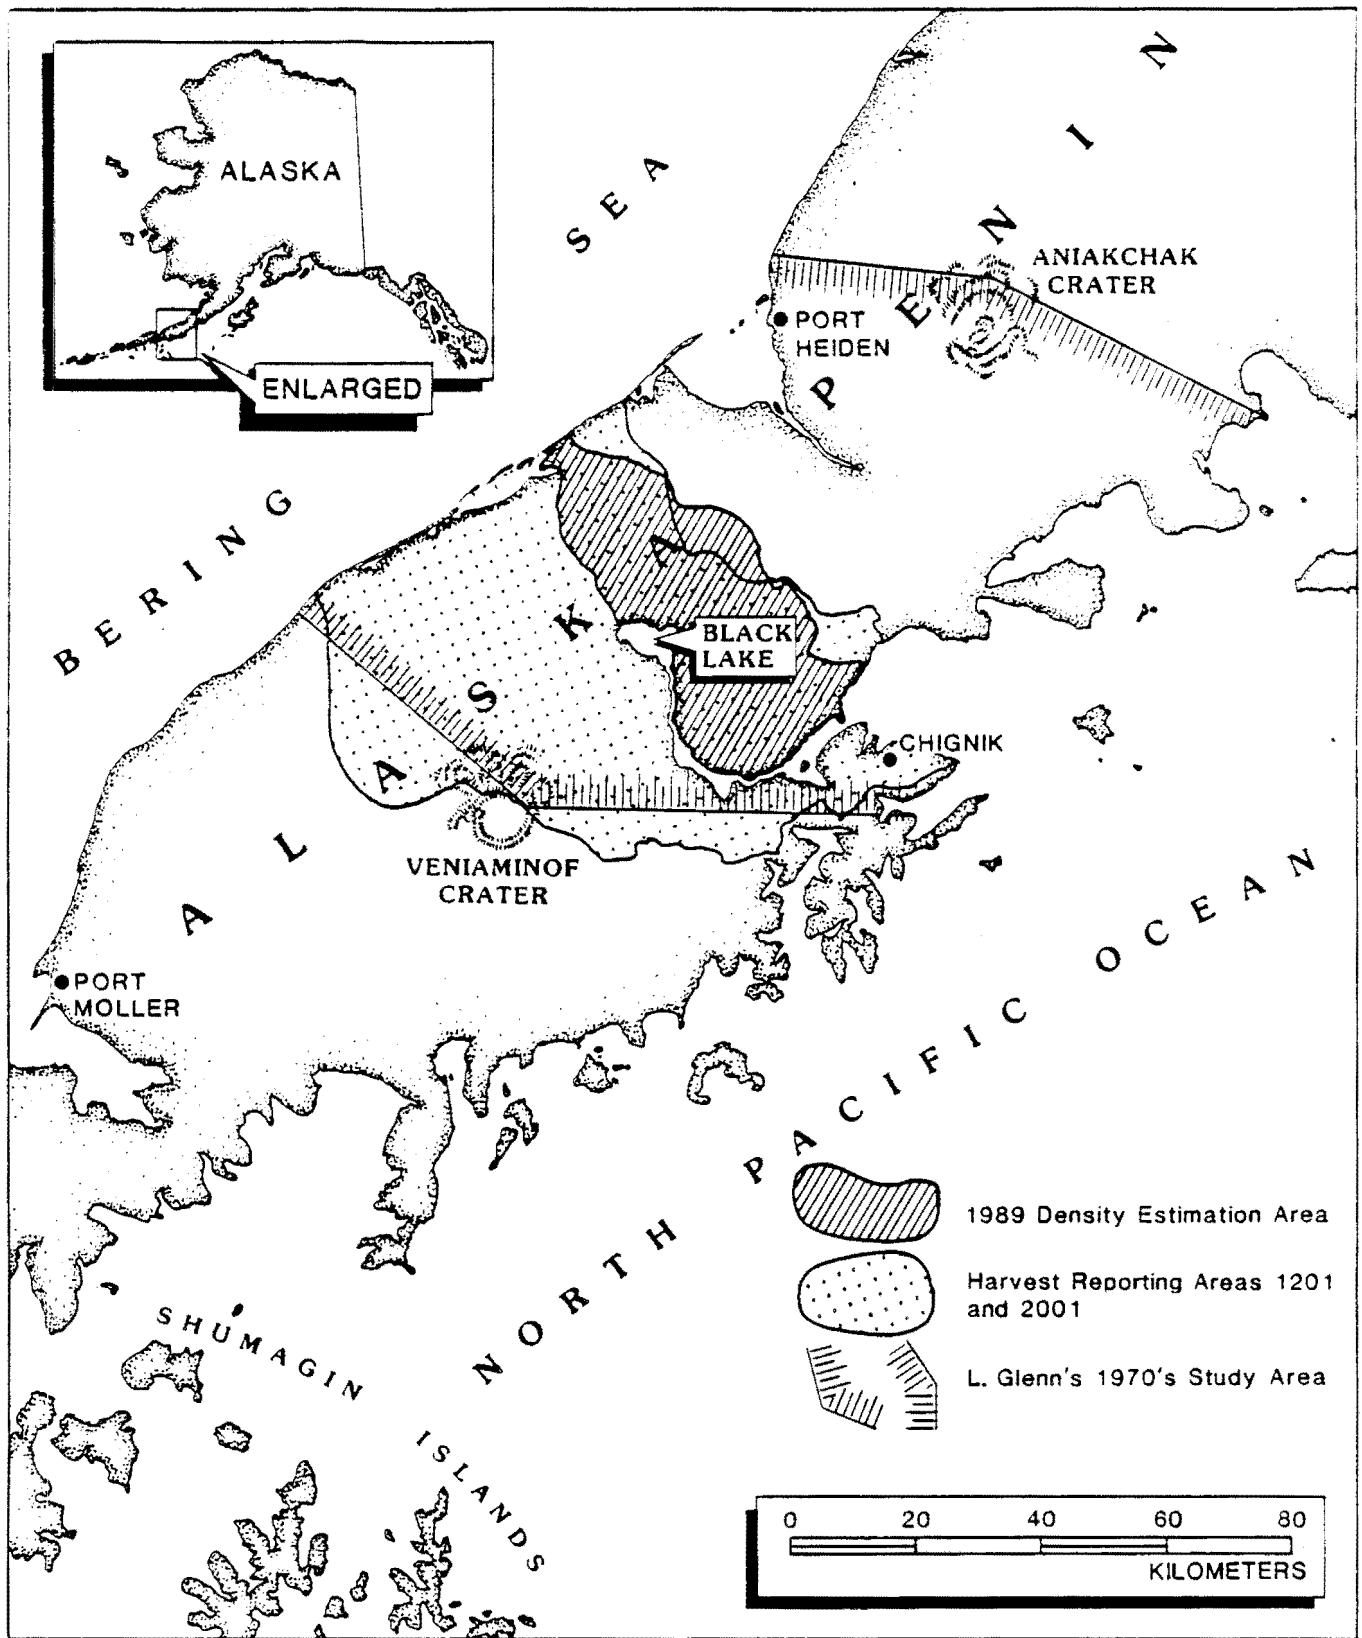 ALASKA
ENLARGED
BERING SEA
ALASKA PENIN
ANIAKCHAK
CRATER
PORT
HEIDEN
BLACK
LAKE
CHIGNIK
VENIAMINOF
CRATER
PORT
MOLLER
NORTH PACIFIC OCEAN
SHUMAGIN
ISLANDS
1989 Density Estimation Area
Harvest Reporting Areas 1201
and 2001
L. Glenn's 1970's Study Area
0 20 40 60 80
KILOMETERS